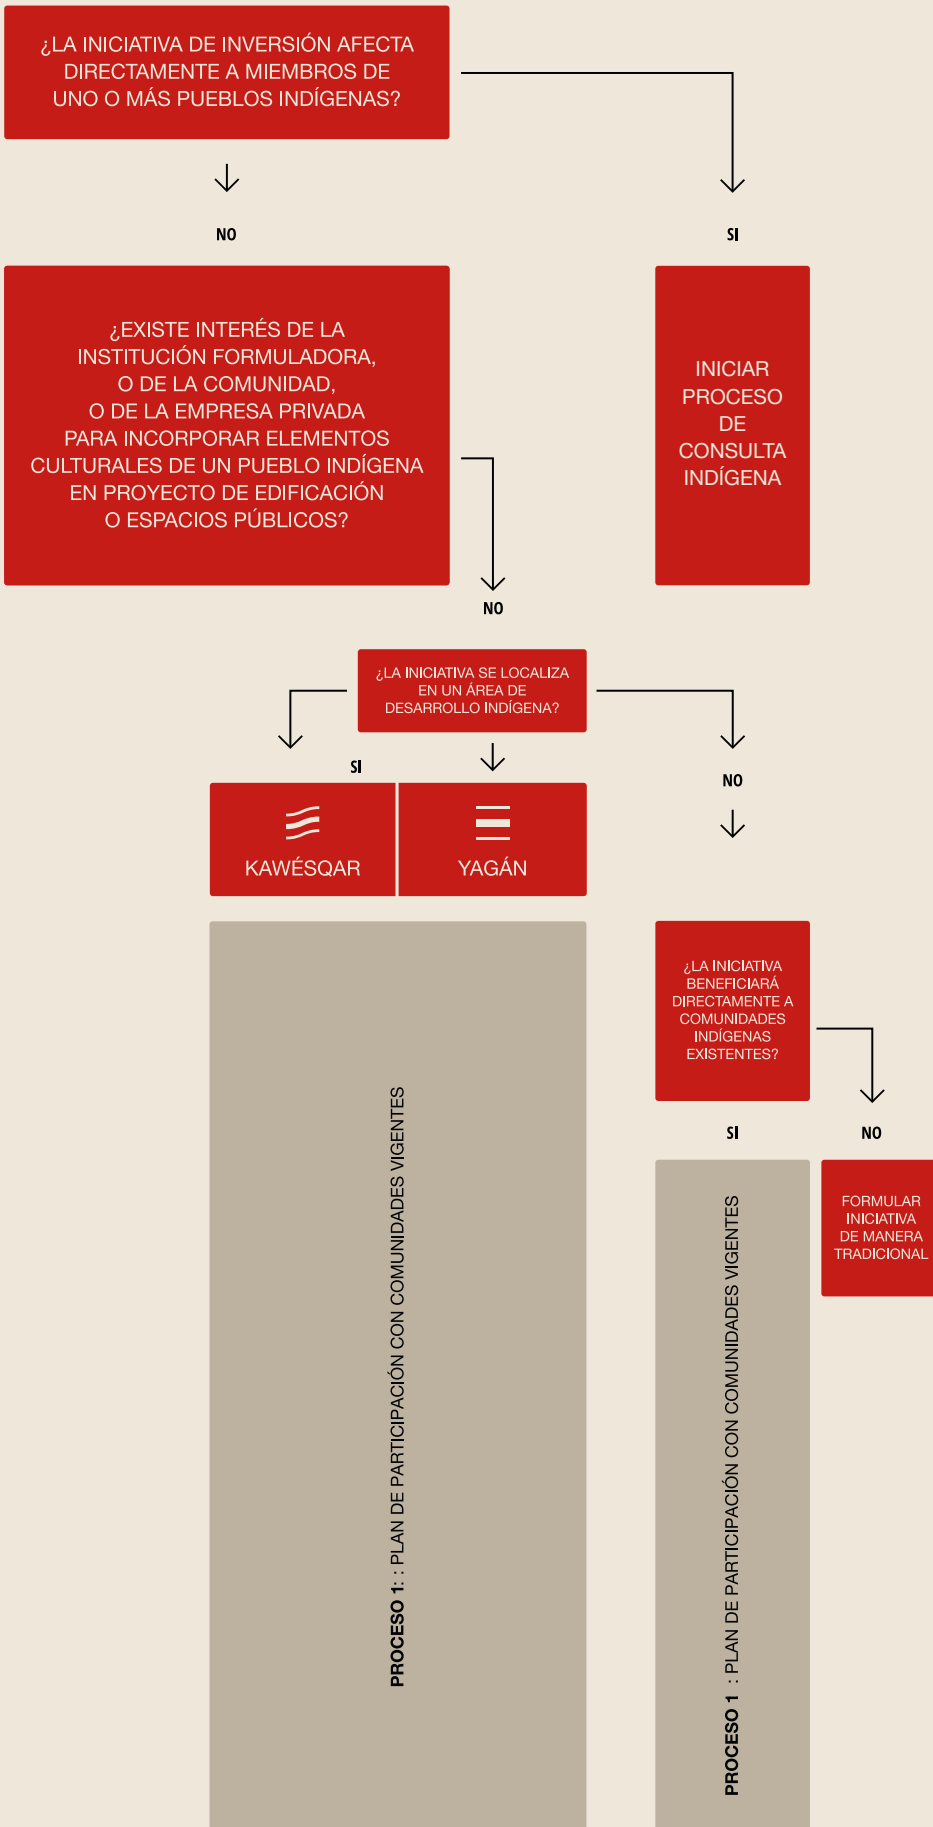 ¿LA INICIATIVA DE INVERSIÓN AFECTA
DIRECTAMENTE A MIEMBROS DE
UNO O MÁS PUEBLOS INDÍGENAS?
NO
SI
¿EXISTE INTERÉS DE LA
INSTITUCIÓN FORMULADORA,
O DE LA COMUNIDAD,
O DE LA EMPRESA PRIVADA
PARA INCORPORAR ELEMENTOS
CULTURALES DE UN PUEBLO INDÍGENA
EN PROYECTO DE EDIFICACIÓN
O ESPACIOS PÚBLICOS?
INICIAR
PROCESO
DE
CONSULTA
INDÍGENA
NO
¿LA INICIATIVA SE LOCALIZA
EN UN ÁREA DE
DESARROLLO INDÍGENA?
SI
NO
KAWÉSQAR
YAGÁN
¿LA INICIATIVA
BENEFICIARÁ
DIRECTAMENTE A
COMUNIDADES
INDÍGENAS
EXISTENTES?
SI
NO
FORMULAR
INICIATIVA
DE MANERA
TRADICIONAL
PROCESO 1: : PLAN DE PARTICIPACIÓN CON COMUNIDADES VIGENTES
PROCESO 1 : PLAN DE PARTICIPACIÓN CON COMUNIDADES VIGENTES